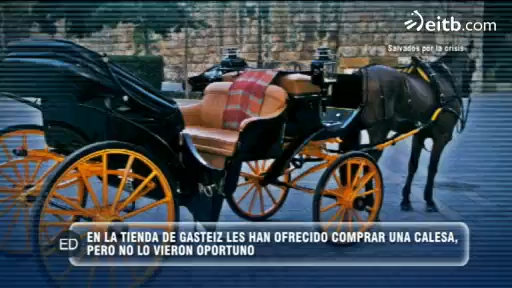 eitb.com
Salvados por la crisis
ED
EN LA TIENDA DE GASTEIZ LES HAN OFRECIDO COMPRAR UNA CALESA,
PERO NO LO VIERON OPORTUNO